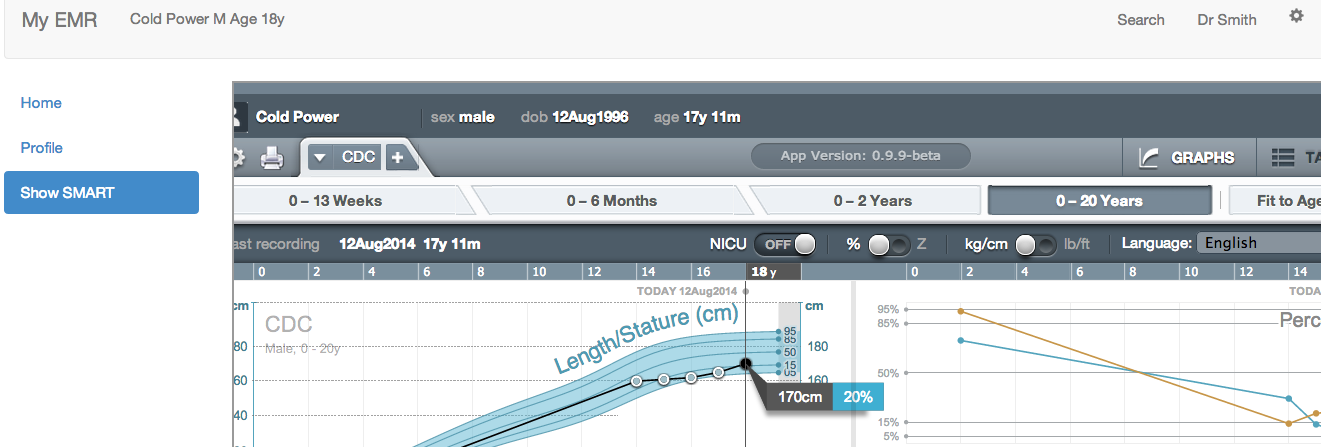 My EMR Cold Power M Age 18y Search Dr Smith
Home
Profile
Show SMART
Cold Power sex male dob 12Aug1996 age 17y 11m
CDC + App Version: 0.9.9-beta GRAPHS TA
0 – 13 Weeks 0 – 6 Months 0 – 2 Years 0 – 20 Years Fit to Age
ast recording 12Aug2014 17y 11m NICU OFF % Z kg/cm lb/ft Language: English
0 2 4 6 8 10 12 14 16 18 y 0 2 4 6 8 10 12 14
TODAY 12Aug2014 TODA
cm Length/Stature (cm) cm 95%
CDC 95 85% Perc
Male, 0 - 20y 85
80 50 180
15 50%
60 05 160
170cm 20%
40 15%
5%